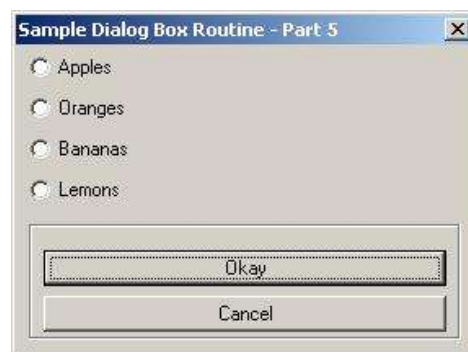 Sample Dialog Box Routine - Part 5
Apples
Oranges
Bananas
Lemons
Okay
Cancel